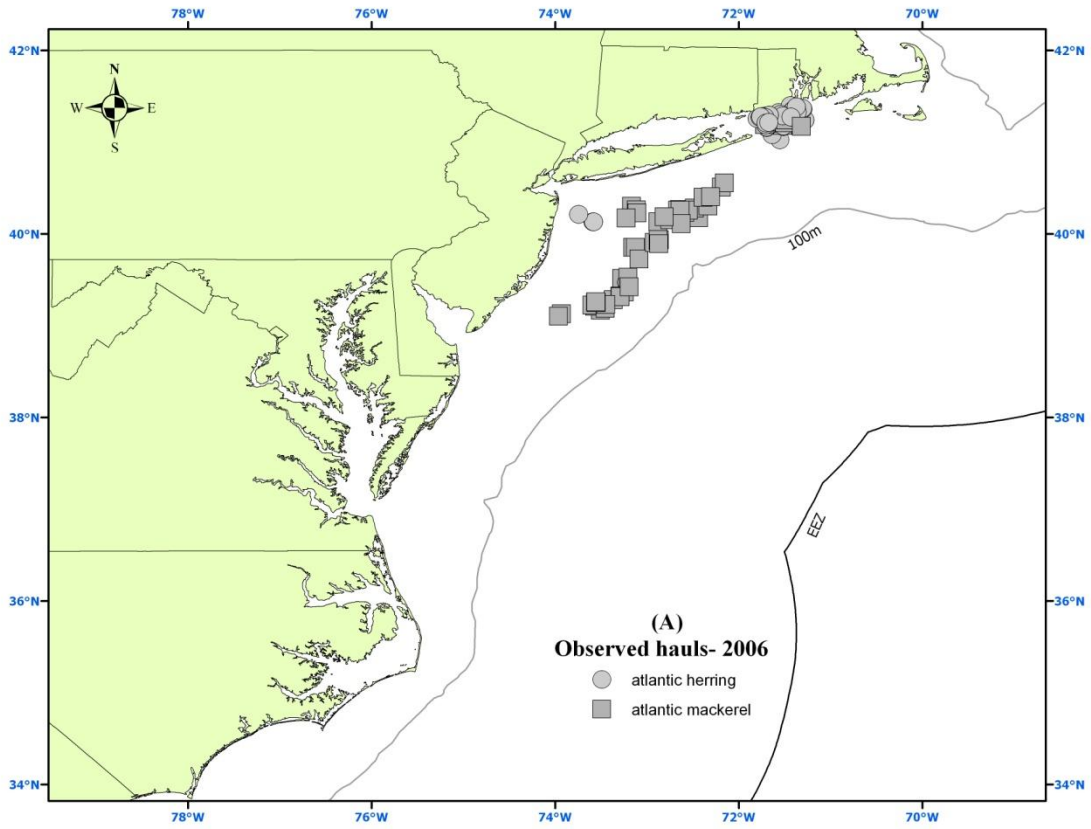 78°W 76°W 74°W 72°W 70°W
42°N 42°N
N
W E
S
40°N 40°N
100m
38°N 38°N
EEZ
36°N 36°N
(A)
Observed hauls- 2006
atlantic herring
atlantic mackerel
34°N 34°N
78°W 76°W 74°W 72°W 70°W